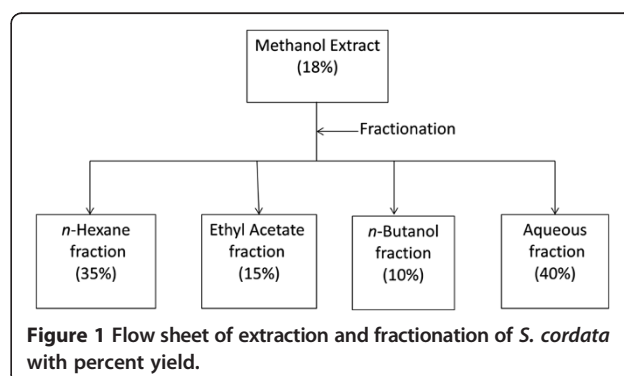 Methanol Extract
(18%)
Fractionation
n-Hexane
fraction
(35%)
Ethyl Acetate
fraction
(15%)
n-Butanol
fraction
(10%)
Aqueous
fraction
(40%)
Figure 1 Flow sheet of extraction and fractionation of S. cordata
with percent yield.